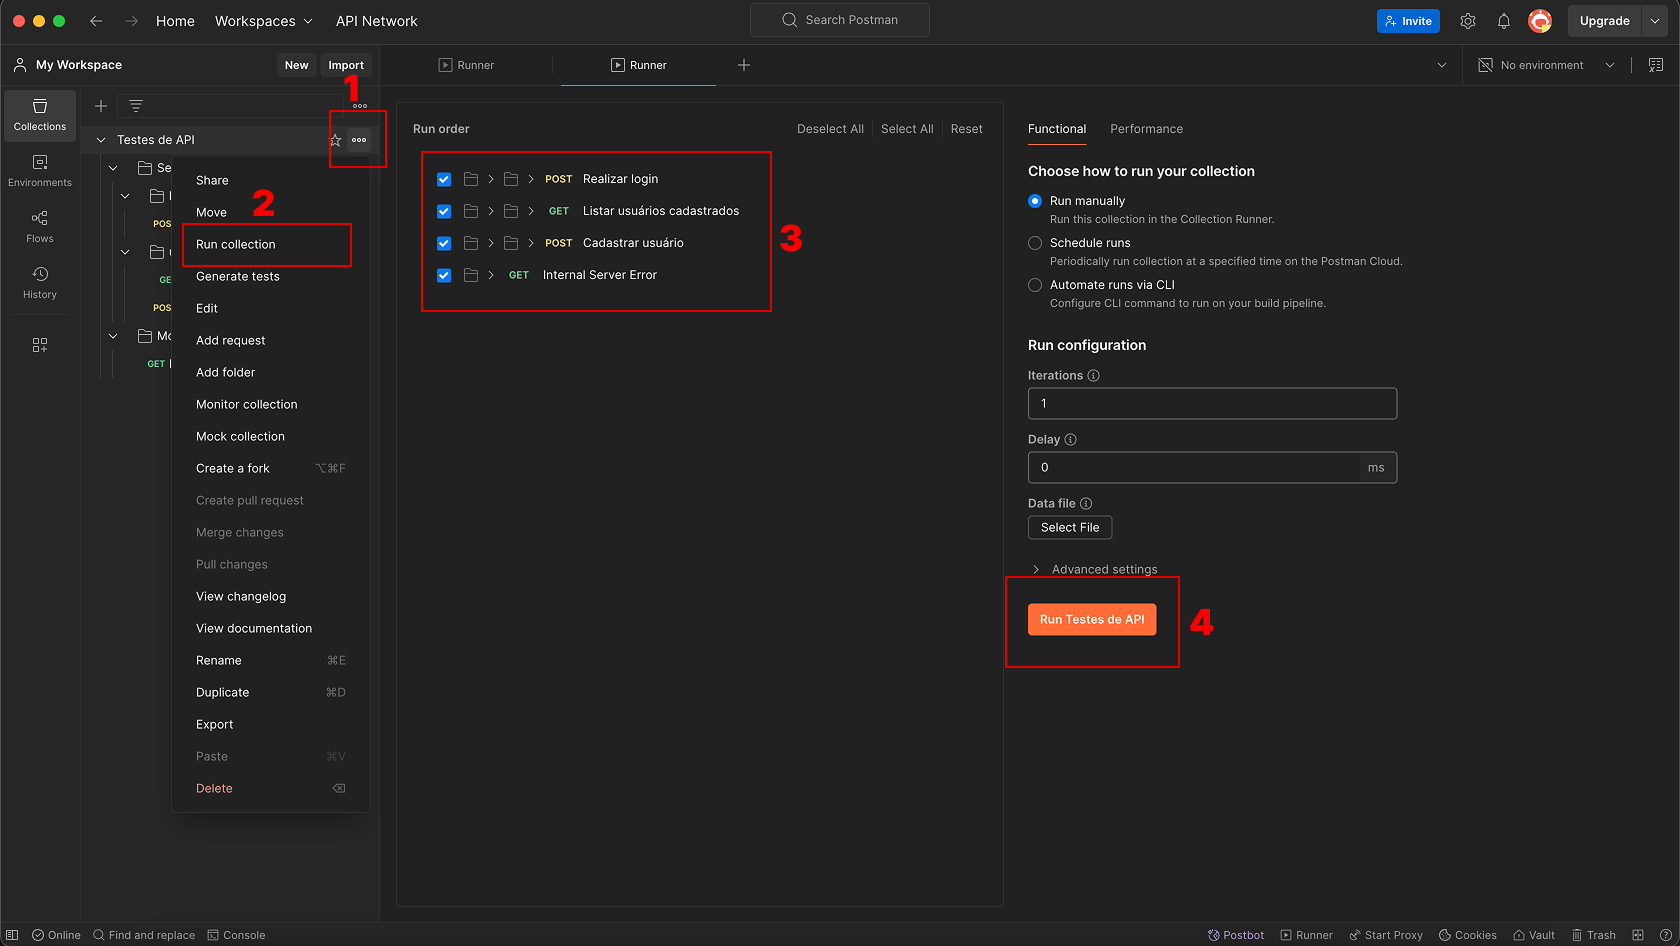 Home Workspaces API Network Search Postman Invite Upgrade
My Workspace New Import Runner Runner No environment
1
Collections
Environments
Flows
History
Testes de API
Se
POS
GE
POS
Mo
GET
Share
2
Move
Run collection
Generate tests
Edit
Add request
Add folder
Monitor collection
Mock collection
Create a fork ⌥⌘F
Create pull request
Merge changes
Pull changes
View changelog
View documentation
Rename ⌘E
Duplicate ⌘D
Export
Paste ⌘V
Delete
Run order Deselect All Select All Reset
POST Realizar login
GET Listar usuários cadastrados
POST Cadastrar usuário
GET Internal Server Error
3
Functional Performance
Choose how to run your collection
Run manually
Run this collection in the Collection Runner.
Schedule runs
Periodically run collection at a specified time on the Postman Cloud.
Automate runs via CLI
Configure CLI command to run on your build pipeline.
Run configuration
Iterations
1
Delay
0 ms
Data file
Select File
Advanced settings
Run Testes de API
4
Online Find and replace Console Postbot Runner Start Proxy Cookies Vault Trash